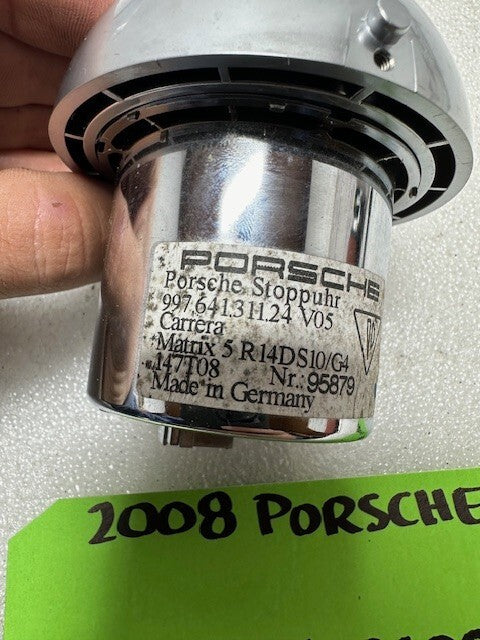 PORSCHE
Porsche Stoppuhr
997.641.311.24 V05
Carrera
Matrix 5 R14DS10/G4
147T08 Nr.: 95879
Made in Germany
2008 PORSCHE